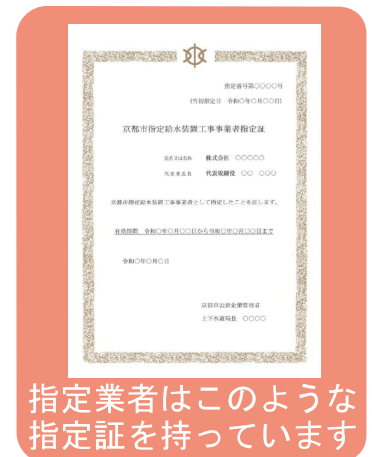 指定番号第○○○○号
(当初指定日　令和○年○月○○日)
京都市指定給水装置工事事業者指定証
氏名又は名称　株式会社　○○○○○
代表者氏名　代表取締役　○○　○○○
京都市指定給水装置工事事業者として指定したことを証します。
有効期間　令和○年○月○○日から令和○年○月○○日まで
令和○年○月○日
京都市公営企業管理者
上下水道局長　○○○○
指定業者はこのような
指定証を持っています